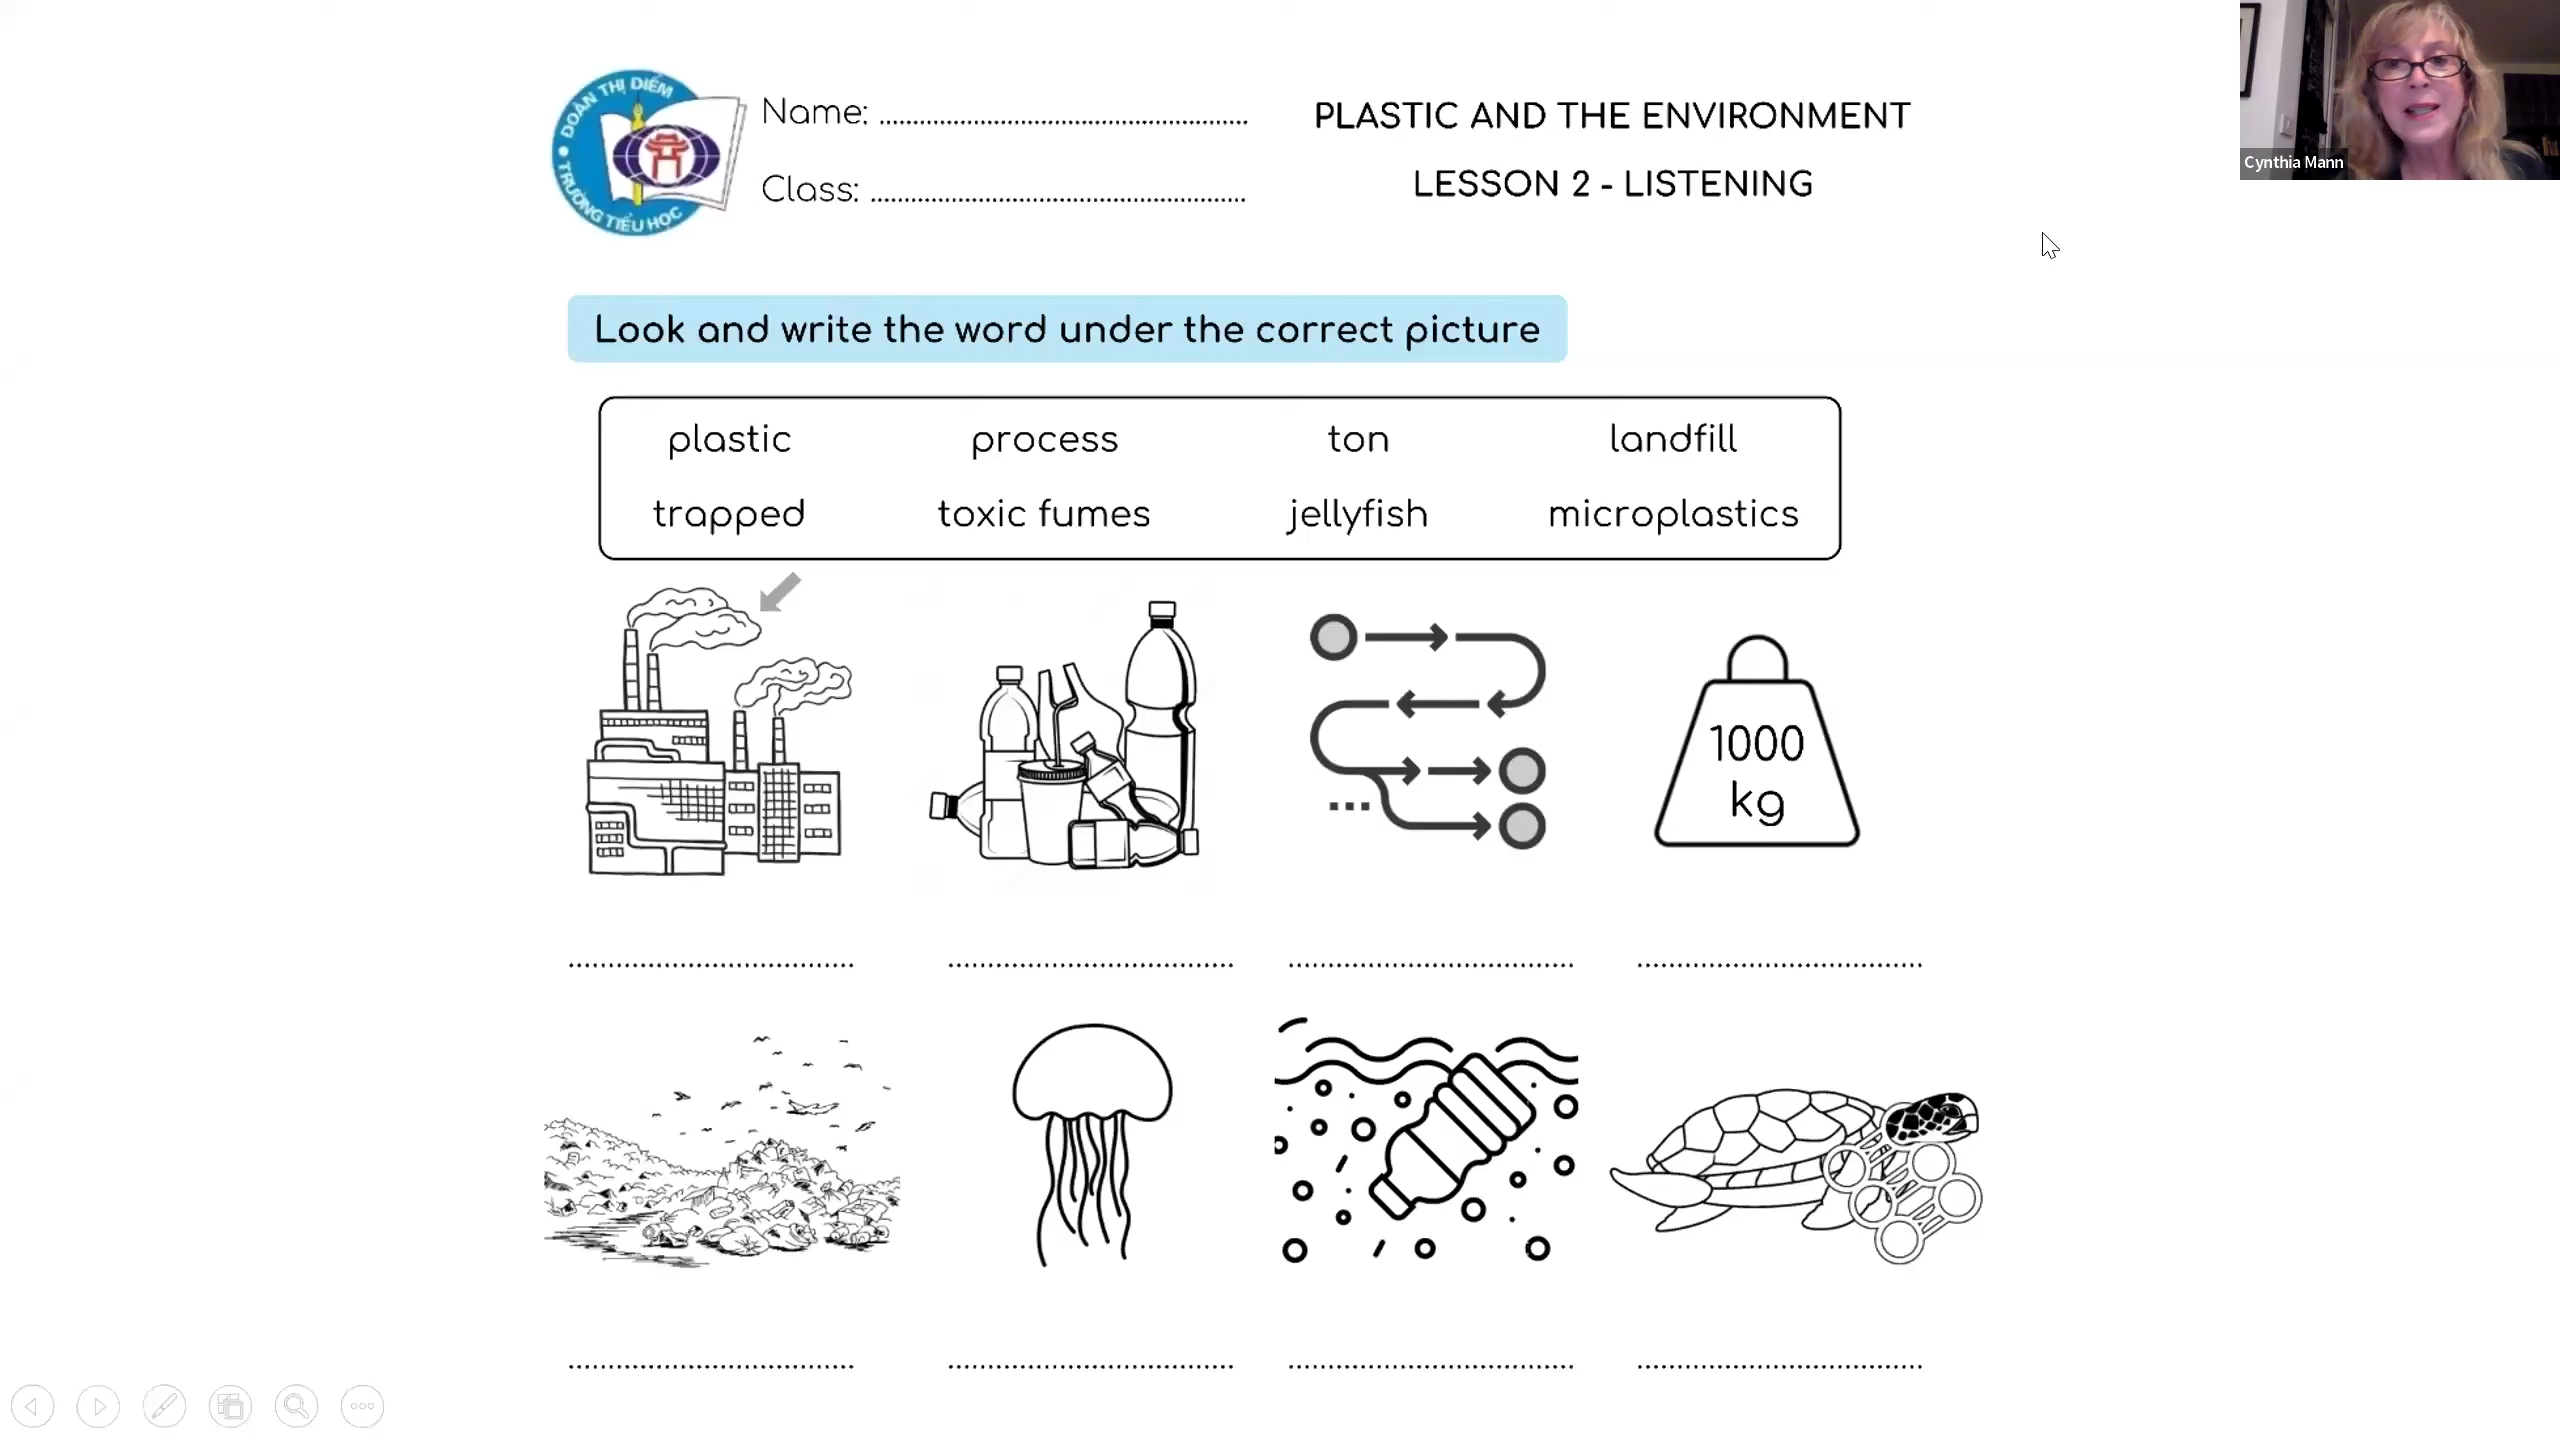 ĐOÀN THỊ ĐIỂM
TRƯỜNG TIỂU HỌC
Name: ........................................................
Class: .........................................................
PLASTIC AND THE ENVIRONMENT
LESSON 2 - LISTENING
Cynthia Mann
Look and write the word under the correct picture
plastic process ton landfill
trapped toxic fumes jellyfish microplastics
1000
kg